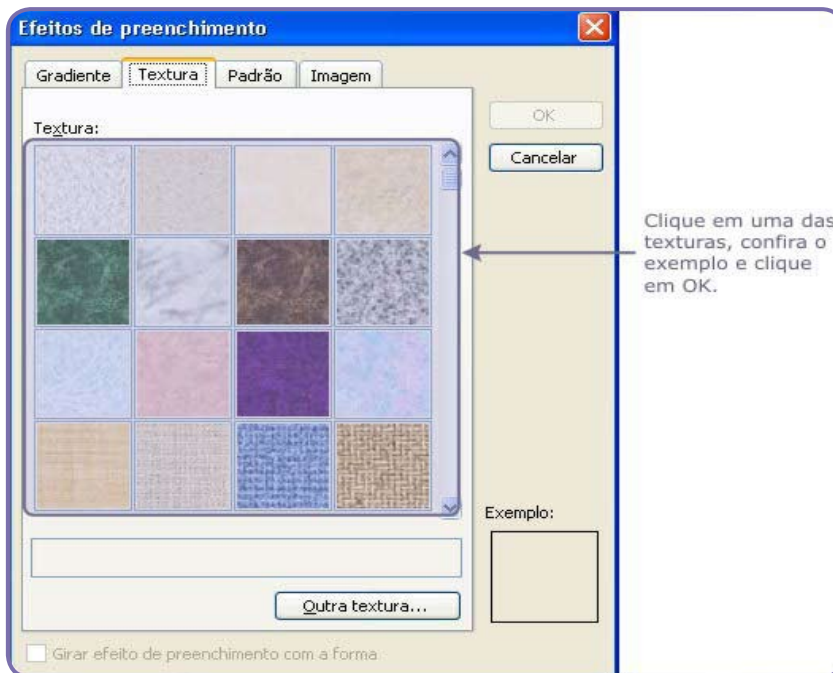 Efeitos de preenchimento
Gradiente Textura Padrão Imagem
Textura:
OK
Cancelar
Clique em uma das
texturas, confira o
exemplo e clique
em OK.
Exemplo:
Outra textura...
Girar efeito de preenchimento com a forma